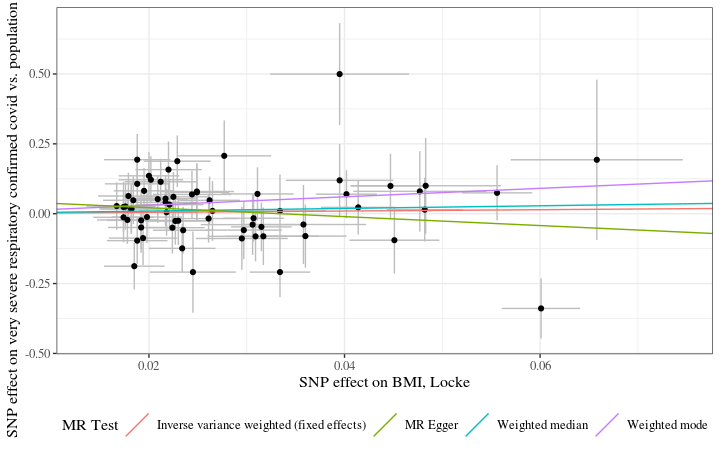 SNP effect on very severe respiratory confirmed covid vs. population
0.50
0.25
0.00
-0.25
-0.50
0.02
0.04
0.06
SNP effect on BMI, Locke
MR Test
Inverse variance weighted (fixed effects)
MR Egger
Weighted median
Weighted mode